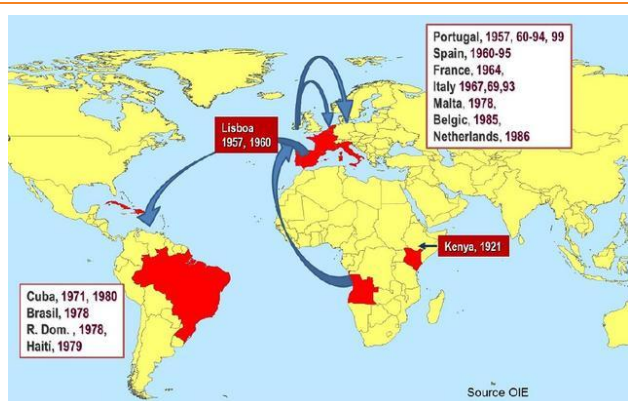 Portugal, 1957, 60-94, 99
Spain, 1960-95
France, 1964,
Italy 1967,69,93
Malta, 1978,
Belgic, 1985,
Netherlands, 1986
Lisboa
1957, 1960
Kenya, 1921
Cuba, 1971, 1980
Brasil, 1978
R. Dom. , 1978,
Haití, 1979
Source OIE